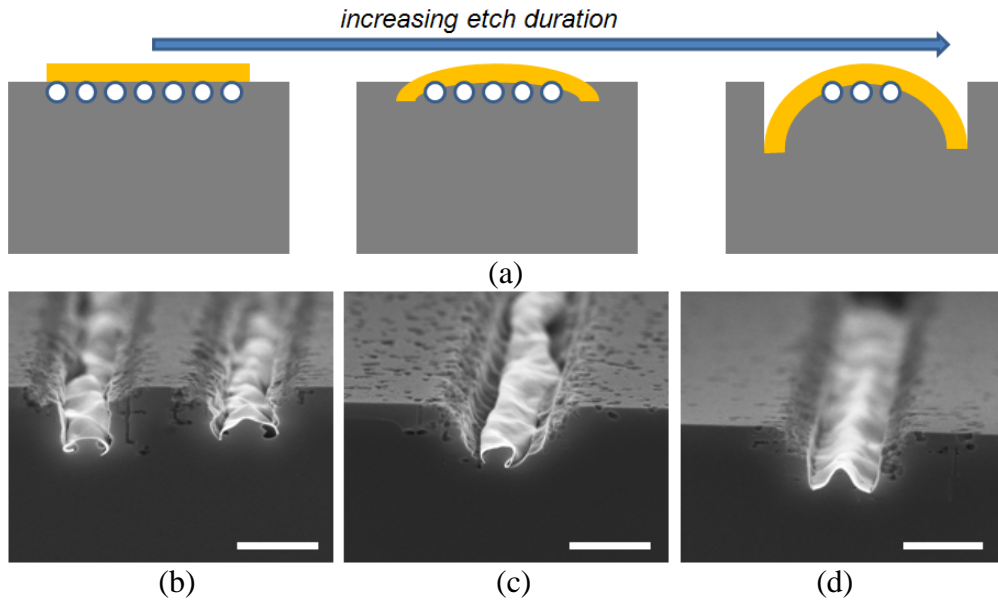 increasing etch duration
(a)
(b)
(c)
(d)